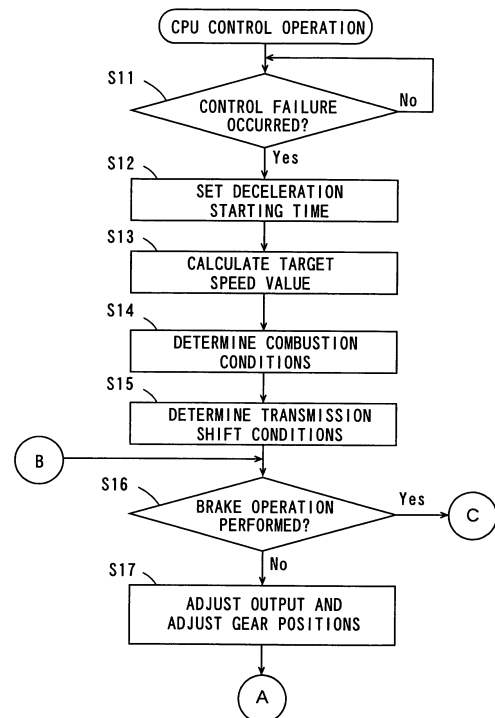 CPU CONTROL OPERATION
S11
CONTROL FAILURE
OCCURRED?
No
Yes
S12
SET DECELERATION
STARTING TIME
S13
CALCULATE TARGET
SPEED VALUE
S14
DETERMINE COMBUSTION
CONDITIONS
S15
DETERMINE TRANSMISSION
SHIFT CONDITIONS
B
S16
BRAKE OPERATION
PERFORMED?
Yes
C
No
S17
ADJUST OUTPUT AND
ADJUST GEAR POSITIONS
A